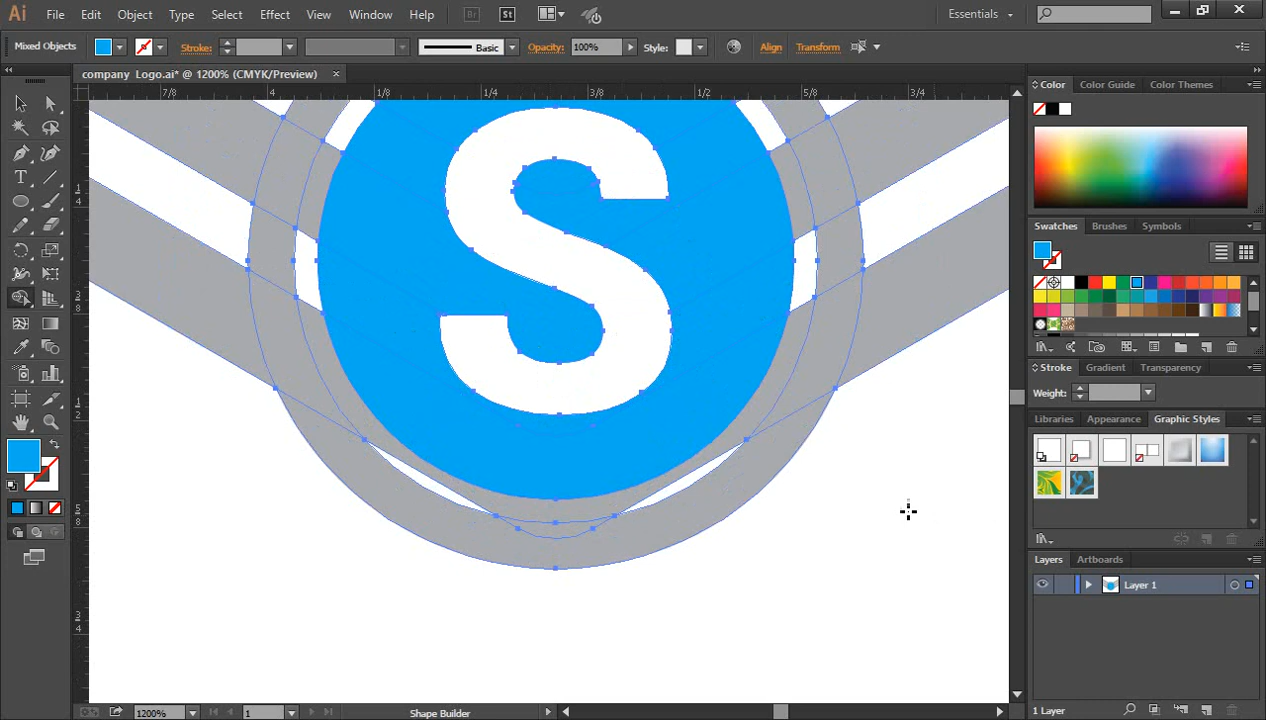 Ai File Edit Object Type Select Effect View Window Help Br St Essentials
Mixed Objects Stroke: Basic Opacity: 100% Style: Align Transform
company Logo.ai* @ 1200% (CMYK/Preview) ×
7/8 4 1/8 1/4 3/8 1/2 5/8 3/4
Color Color Guide Color Themes
S
Swatches Brushes Symbols
Stroke Gradient Transparency
Weight:
Libraries Appearance Graphic Styles
Layers Artboards
Layer 1
1200% 1 Shape Builder 1 Layer